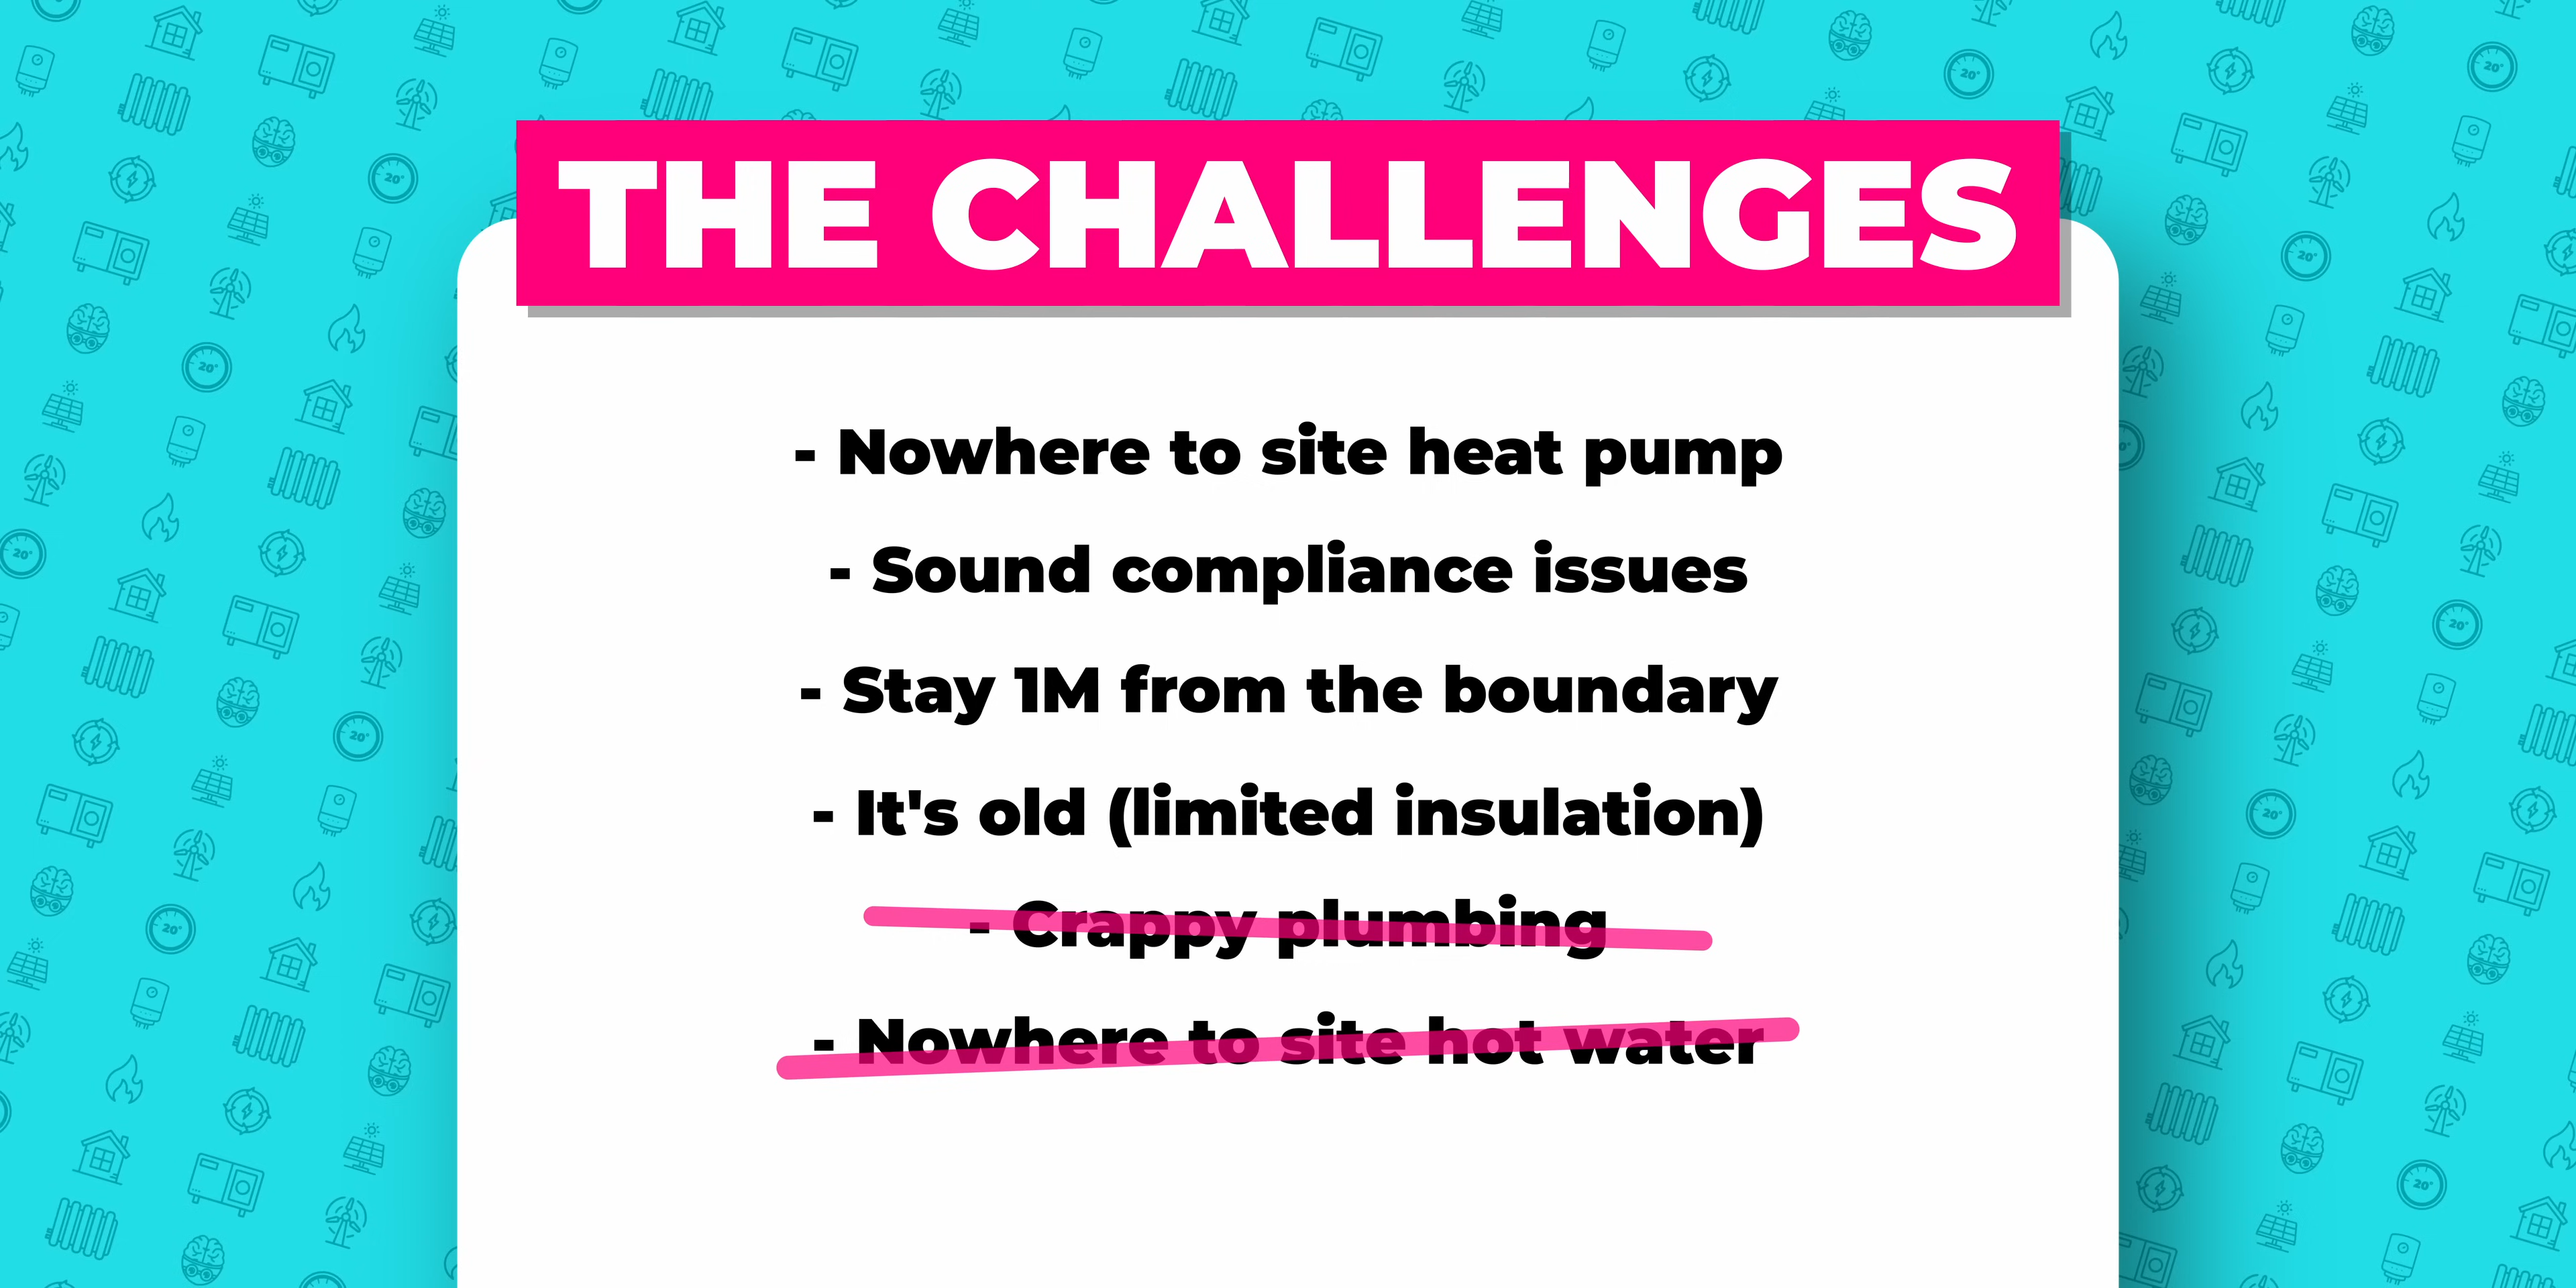 THE CHALLENGES
- Nowhere to site heat pump
- Sound compliance issues
- Stay 1M from the boundary
- It's old (limited insulation)
- Crappy plumbing
- Nowhere to site hot water
20°